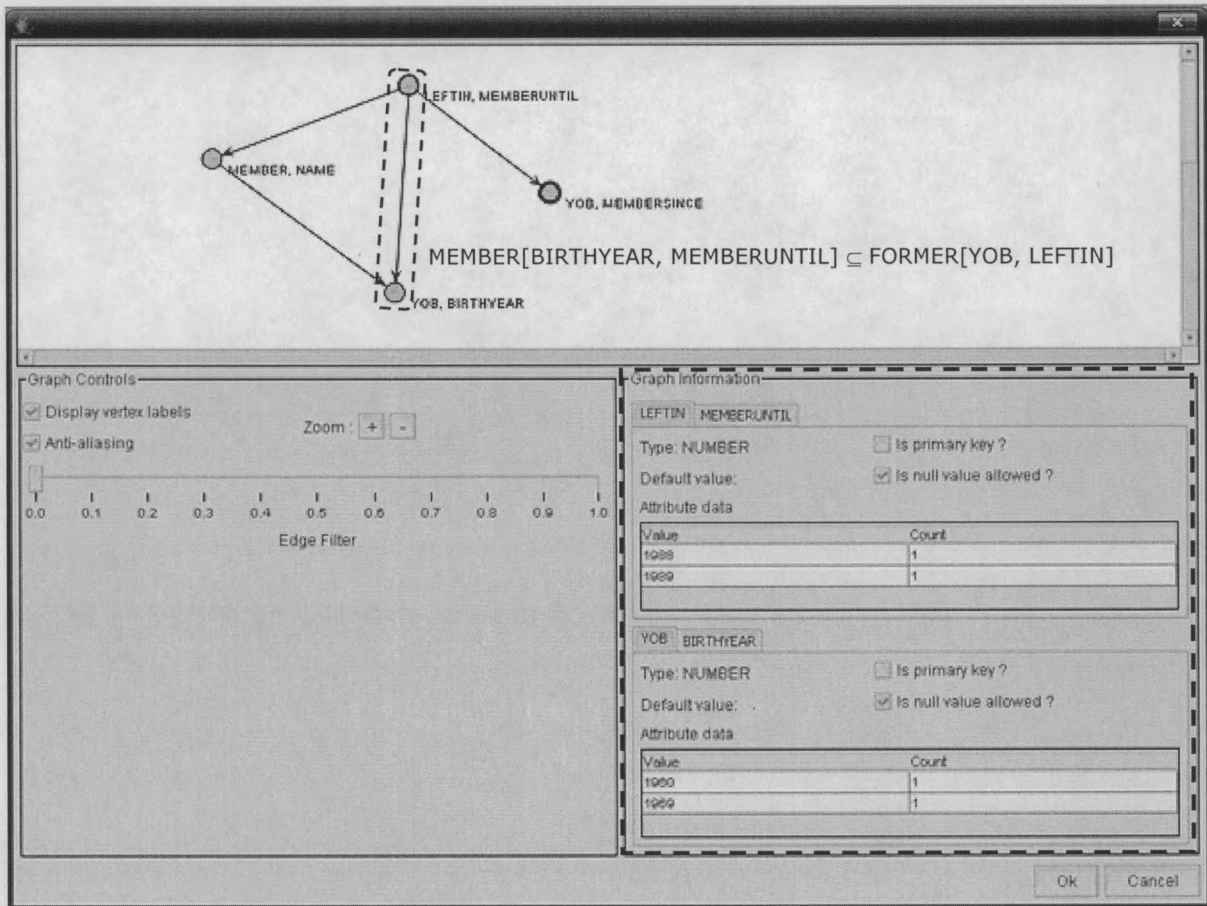 LEFTIN, MEMBERUNTIL
MEMBER, NAME
YOB, MEMBERSINCE
MEMBER[BIRTHYEAR, MEMBERUNTIL] ⊆ FORMER[YOB, LEFTIN]
YOB, BIRTHYEAR
Graph Controls
Display vertex labels
Anti-aliasing
Zoom : + -
0.0 0.1 0.2 0.3 0.4 0.5 0.6 0.7 0.8 0.9 1.0
Edge Filter
Graph Information
LEFTIN MEMBERUNTIL
Type: NUMBER
Is primary key ?
Default value:
Is null value allowed ?
Attribute data
Value Count
1988 1
1989 1
YOB BIRTHYEAR
Type: NUMBER
Is primary key ?
Default value:
Is null value allowed ?
Attribute data
Value Count
1960 1
1969 1
Ok Cancel